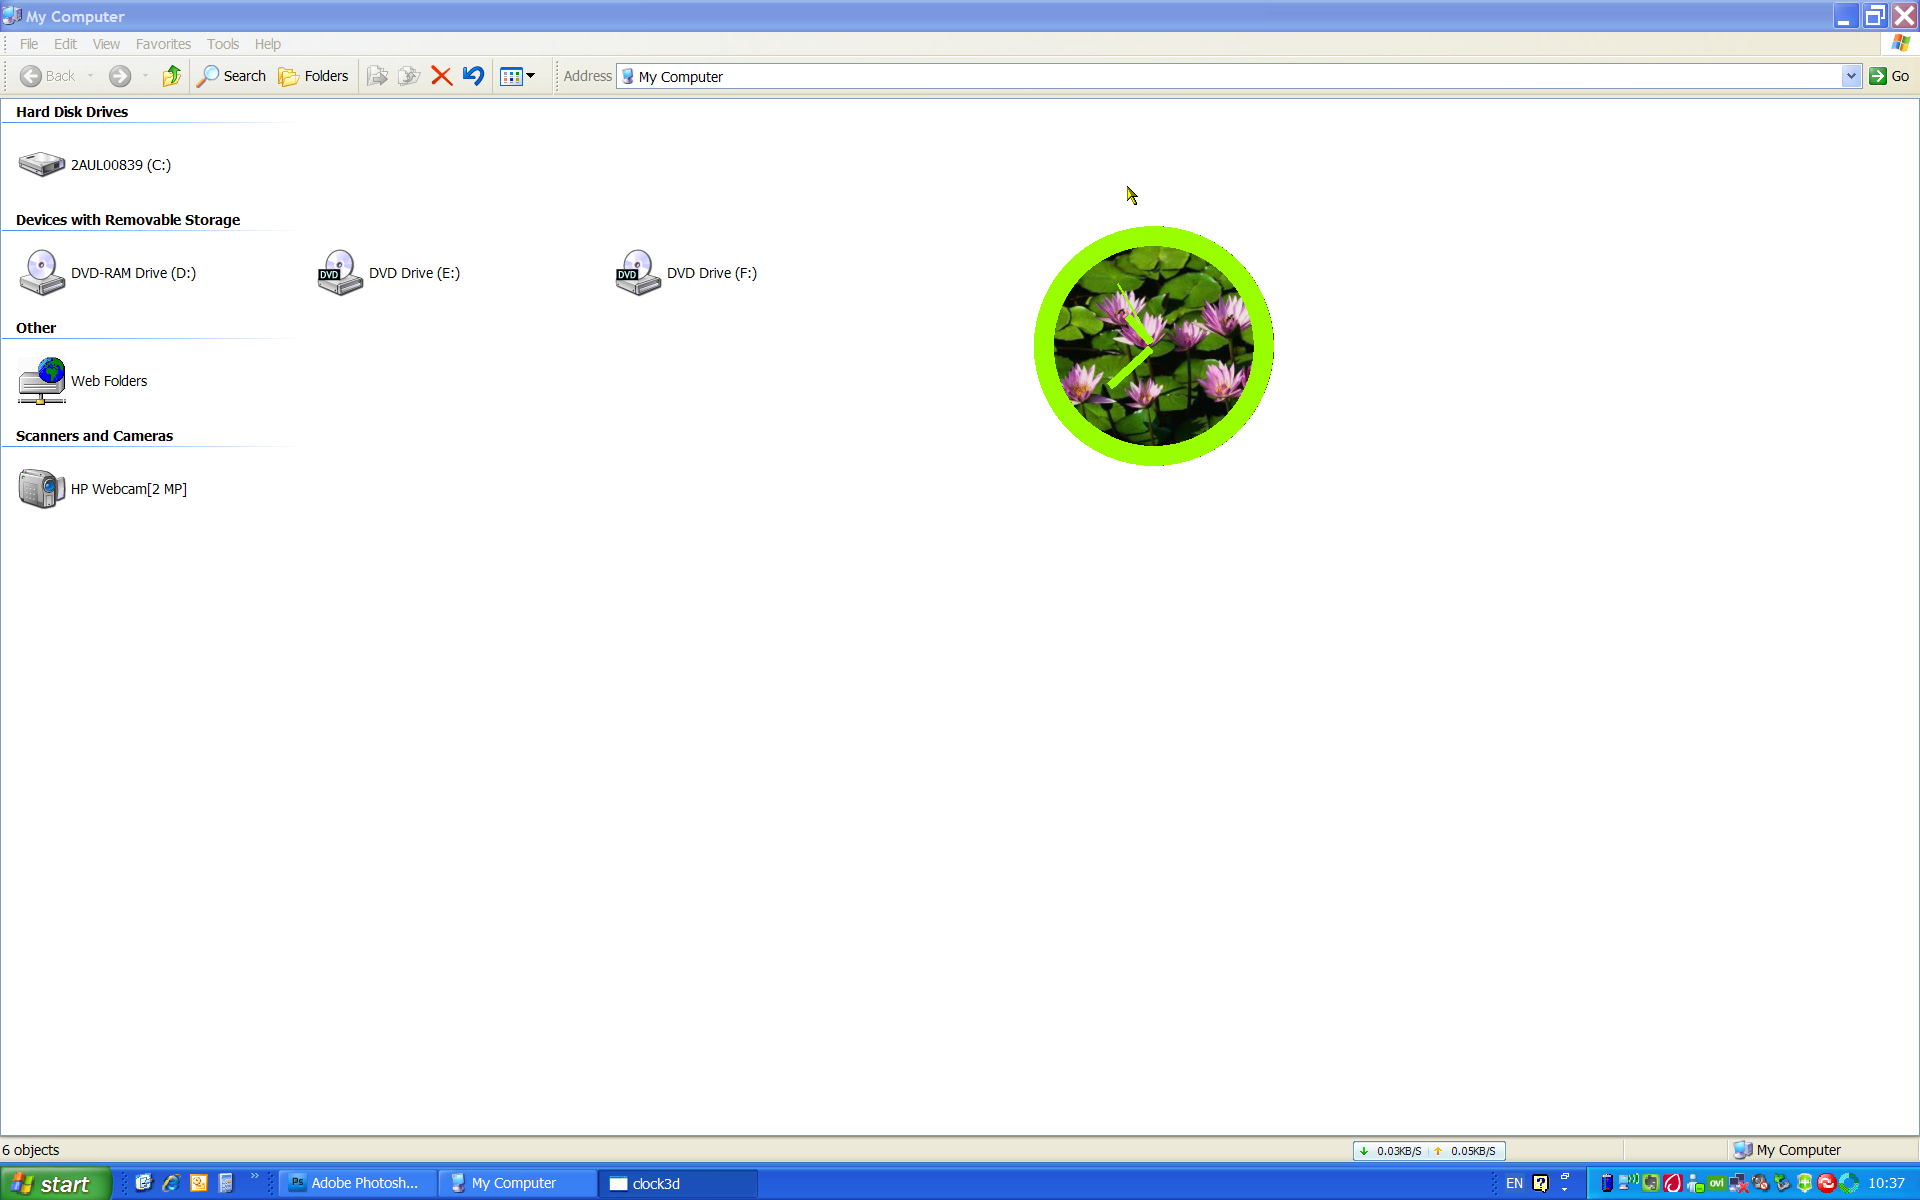 My Computer
File Edit View Favorites Tools Help
Back Search Folders Address My Computer Go
Hard Disk Drives
2AUL00839 (C:)
Devices with Removable Storage
DVD-RAM Drive (D:) DVD DVD Drive (E:) DVD DVD Drive (F:)
Other
Web Folders
Scanners and Cameras
HP Webcam[2 MP]
6 objects 0.03KB/S 0.05KB/S My Computer
start Ps Adobe Photosh... My Computer clock3d EN ovi 10:37